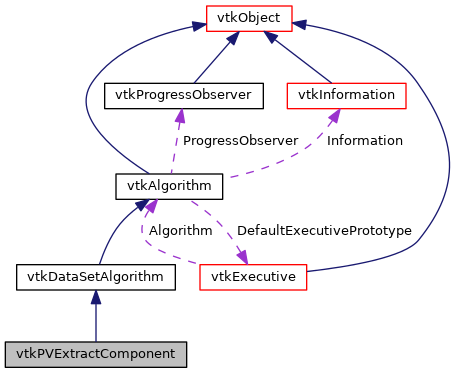 vtkObject
vtkProgressObserver
vtkInformation
ProgressObserver
Information
vtkAlgorithm
Algorithm
DefaultExecutivePrototype
vtkDataSetAlgorithm
vtkExecutive
vtkPVExtractComponent